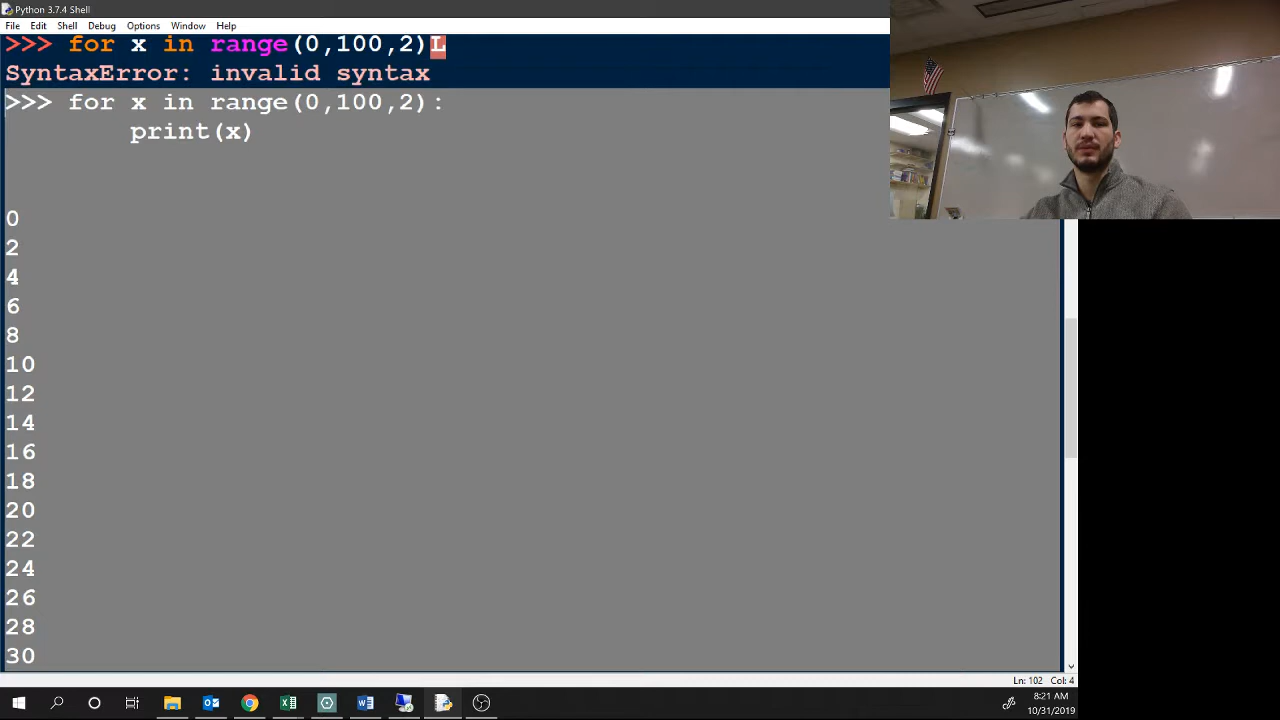 Python 3.7.4 Shell
File Edit Shell Debug Options Window Help
>>> for x in range(0,100,2)L
SyntaxError: invalid syntax
>>> for x in range(0,100,2):
print(x)
0
2
4
6
8
10
12
14
16
18
20
22
24
26
28
30
Ln: 102 Col: 4
8:21 AM
10/31/2019